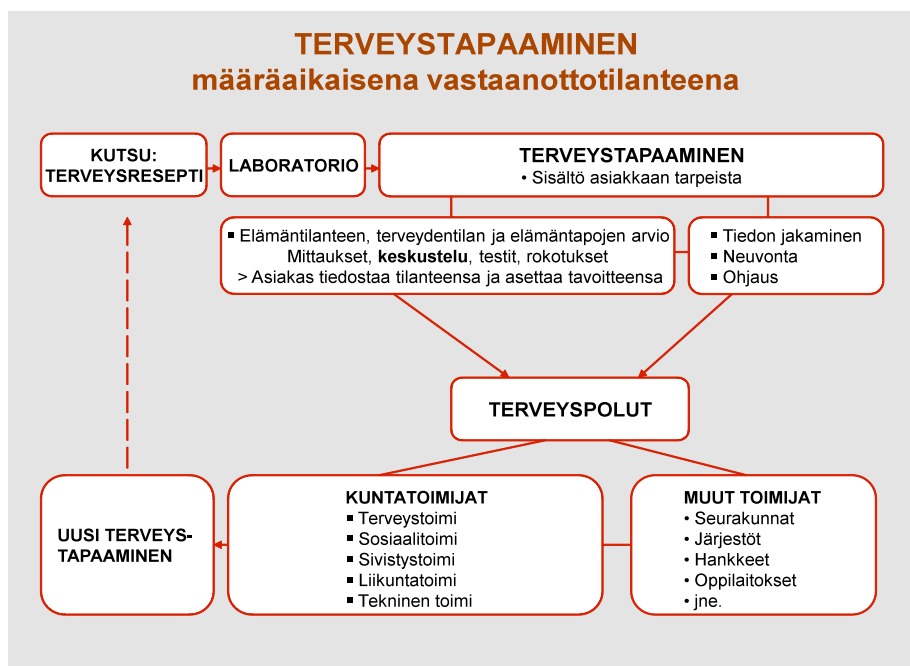 TERVEYSTAPAAMINEN
määräaikaisena vastaanottotilanteena
KUTSU:
TERVEYSRESEPTI
LABORATORIO
TERVEYSTAPAAMINEN
• Sisältö asiakkaan tarpeista
▪ Elämäntilanteen, terveydentilan ja elämäntapojen arvio
Mittaukset, keskustelu, testit, rokotukset
> Asiakas tiedostaa tilanteensa ja asettaa tavoitteensa
▪ Tiedon jakaminen
▪ Neuvonta
▪ Ohjaus
TERVEYSPOLUT
UUSI TERVEYS-
TAPAAMINEN
KUNTATOIMIJAT
▪ Terveystoimi
▪ Sosiaalitoimi
▪ Sivistystoimi
▪ Liikuntatoimi
▪ Tekninen toimi
MUUT TOIMIJAT
• Seurakunnat
• Järjestöt
• Hankkeet
• Oppilaitokset
• jne.